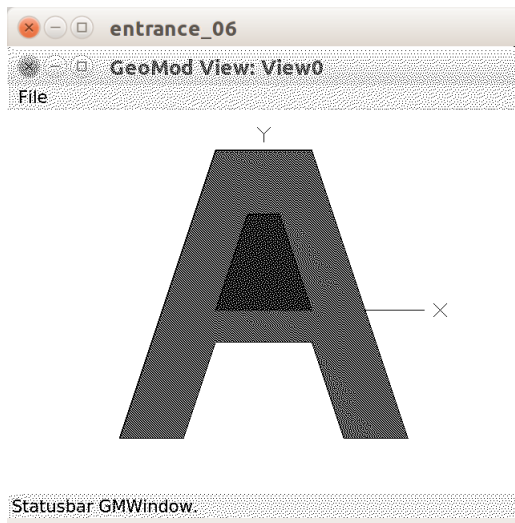 entrance_06
GeoMod View: View0
File
Y
A
X
Statusbar GMWindow.